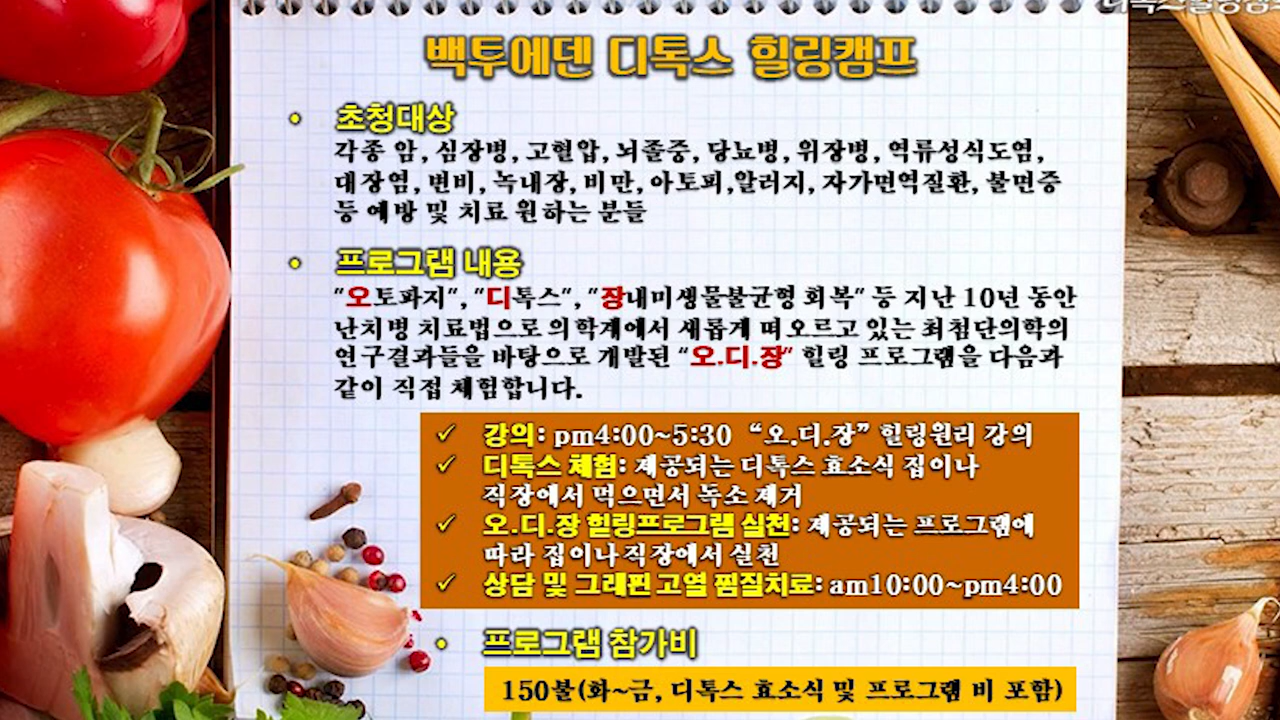 디톡스힐링캠프
백투에덴 디톡스 힐링캠프
• 초청대상
각종 암, 심장병, 고혈압, 뇌졸중, 당뇨병, 위장병, 역류성식도염,
대장염, 변비, 녹내장, 비만, 아토피,알러지, 자가면역질환, 불면증
등 예방 및 치료 원하는 분들
• 프로그램 내용
"오토파지", "디톡스", "장내미생물불균형 회복" 등 지난 10년 동안
난치병 치료법으로 의학계에서 새롭게 떠오르고 있는 최첨단의학의
연구결과들을 바탕으로 개발된 "오.디.장" 힐링 프로그램을 다음과
같이 직접 체험합니다.
✓ 강의: pm4:00~5:30 “오.디.장” 힐링원리 강의
✓ 디톡스 체험: 제공되는 디톡스 효소식 집이나
직장에서 먹으면서 독소 제거
✓ 오.디.장 힐링프로그램 실천: 제공되는 프로그램에
따라 집이나 직장에서 실천
✓ 상담 및 그래핀 고열 찜질치료: am10:00~pm4:00
• 프로그램 참가비
150불(화~금, 디톡스 효소식 및 프로그램 비 포함)